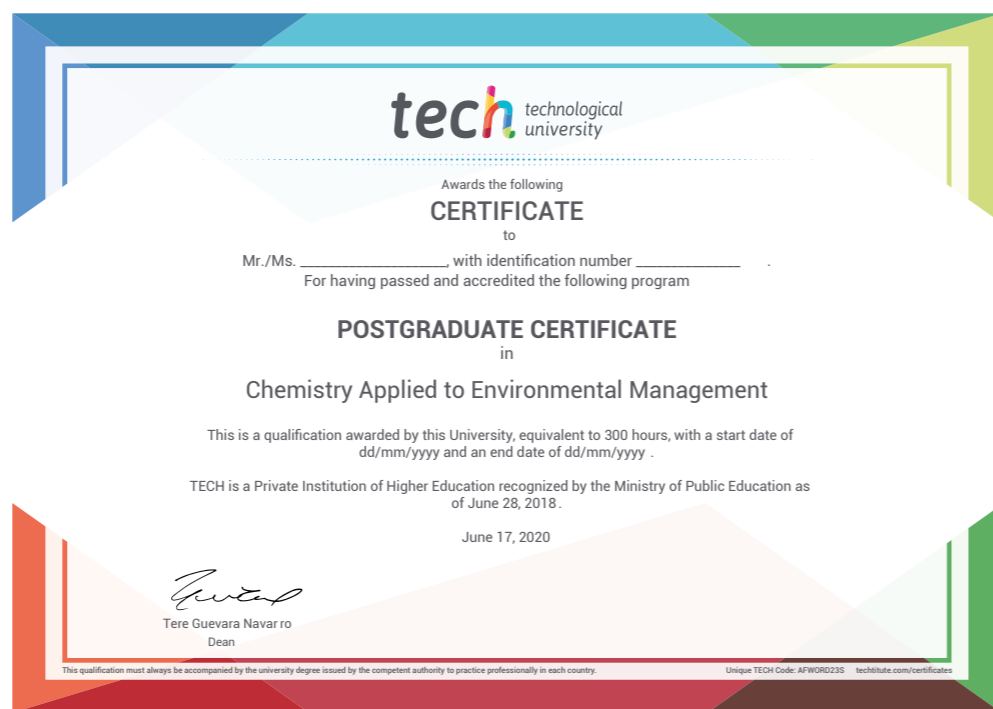 tech technological
university
Awards the following
CERTIFICATE
to
Mr./Ms. ____________________, with identification number ______________ .
For having passed and accredited the following program
POSTGRADUATE CERTIFICATE
in
Chemistry Applied to Environmental Management
This is a qualification awarded by this University, equivalent to 300 hours, with a start date of
dd/mm/yyyy and an end date of dd/mm/yyyy .
TECH is a Private Institution of Higher Education recognized by the Ministry of Public Education as
of June 28, 2018 .
June 17, 2020
Tere Guevara Navar ro
Dean
This qualification must always be accompanied by the university degree issued by the competent authority to practice professionally in each country.
Unique TECH Code: AFWORD23S techtitute.com/certificates